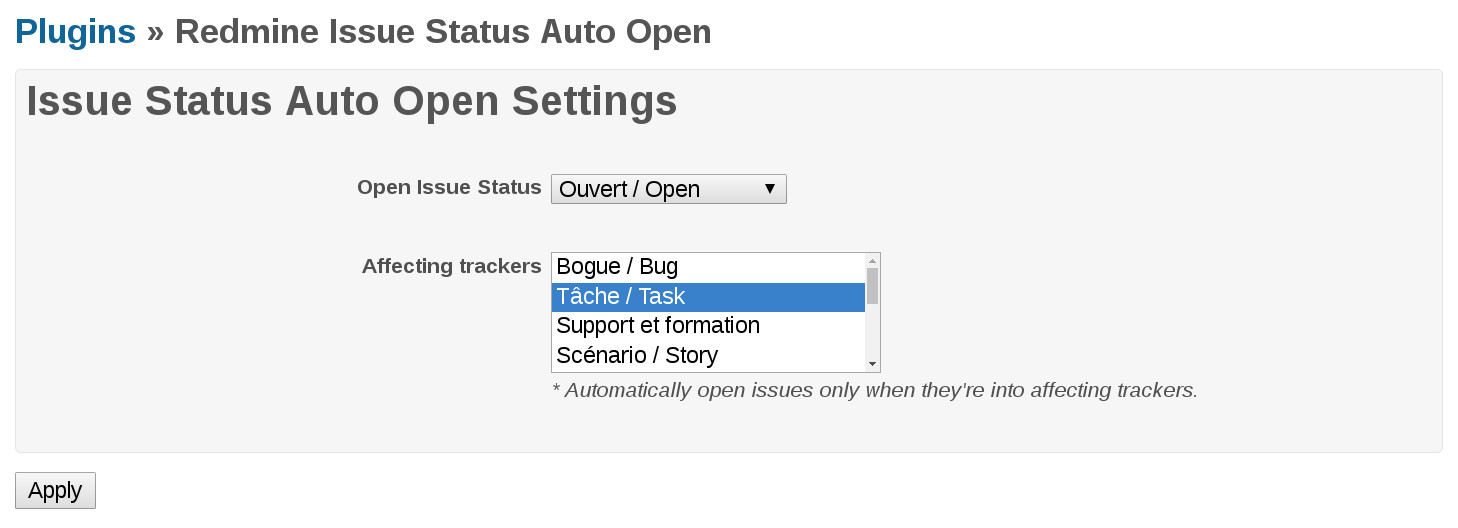 Plugins » Redmine Issue Status Auto Open
Issue Status Auto Open Settings
Open Issue Status Ouvert / Open
Affecting trackers Bogue / Bug
Tâche / Task
Support et formation
Scénario / Story
* Automatically open issues only when they're into affecting trackers.
Apply